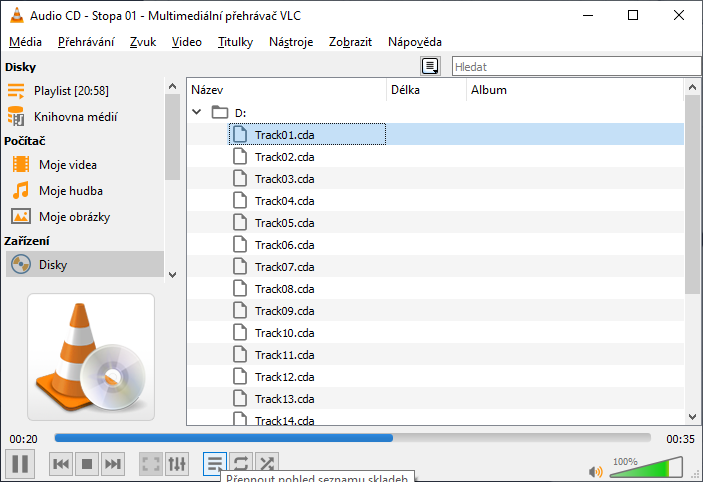 Audio CD - Stopa 01 - Multimediální přehrávač VLC
Média Přehrávání Zvuk Video Titulky Nástroje Zobrazit Nápověda
Disky
Hledat
Playlist [20:58]
Knihovna médií
Počítač
Moje videa
Moje hudba
Moje obrázky
Zařízení
Disky
Název Délka Album
D:
Track01.cda
Track02.cda
Track03.cda
Track04.cda
Track05.cda
Track06.cda
Track07.cda
Track08.cda
Track09.cda
Track10.cda
Track11.cda
Track12.cda
Track13.cda
Track14.cda
00:20 00:35
100%
Přepnout pohled seznamu skladeb